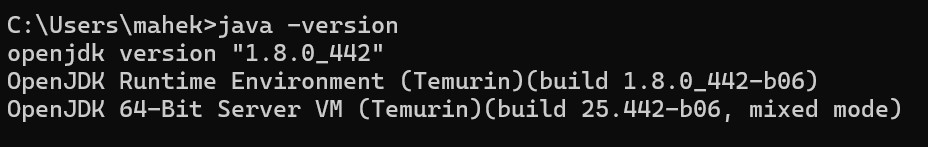 C:\Users\mahek>java -version
openjdk version "1.8.0_442"
OpenJDK Runtime Environment (Temurin)(build 1.8.0_442-b06)
OpenJDK 64-Bit Server VM (Temurin)(build 25.442-b06, mixed mode)